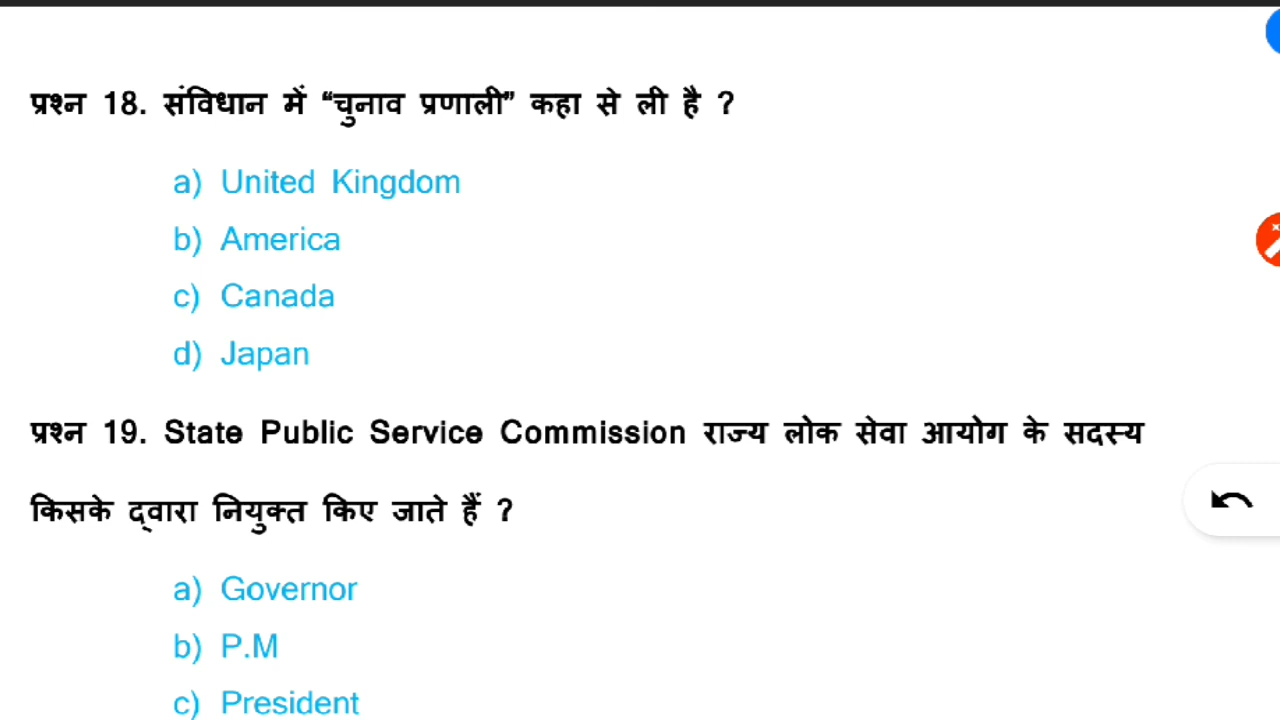 प्रश्न 18. संविधान में “चुनाव प्रणाली” कहा से ली है ?
a) United Kingdom
b) America
c) Canada
d) Japan
प्रश्न 19. State Public Service Commission राज्य लोक सेवा आयोग के सदस्य
किसके द्वारा नियुक्त किए जाते हैं ?
a) Governor
b) P.M
c) President